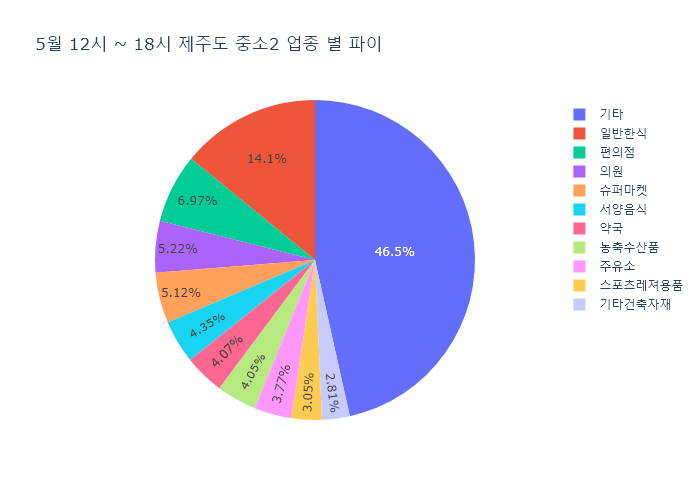 5월 12시 ~ 18시 제주도 중소2 업종 별 파이
기타
일반한식
편의점
의원
슈퍼마켓
서양음식
약국
농축수산품
주유소
스포츠레져용품
기타건축자재
14.1%
6.97%
5.22%
5.12%
4.35%
4.07%
4.05%
3.77%
3.05%
2.81%
46.5%